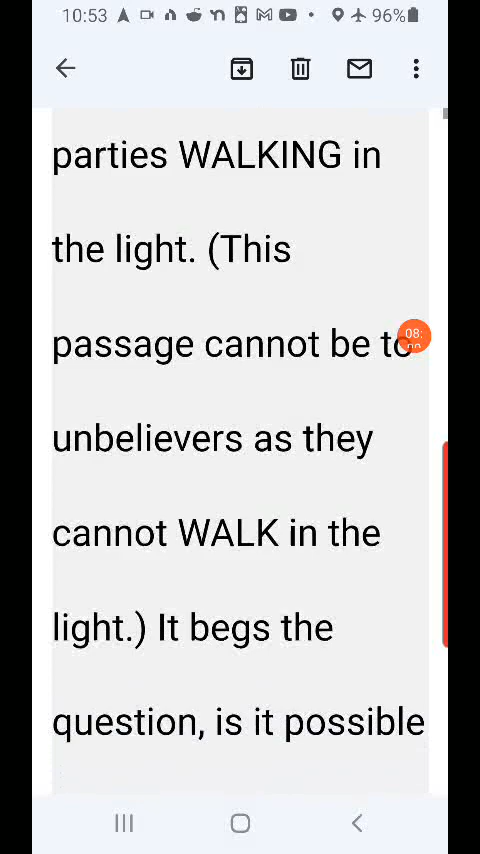 10:53 96%
parties WALKING in
the light. (This
passage cannot be to
unbelievers as they
cannot WALK in the
light.) It begs the
question, is it possible
08: